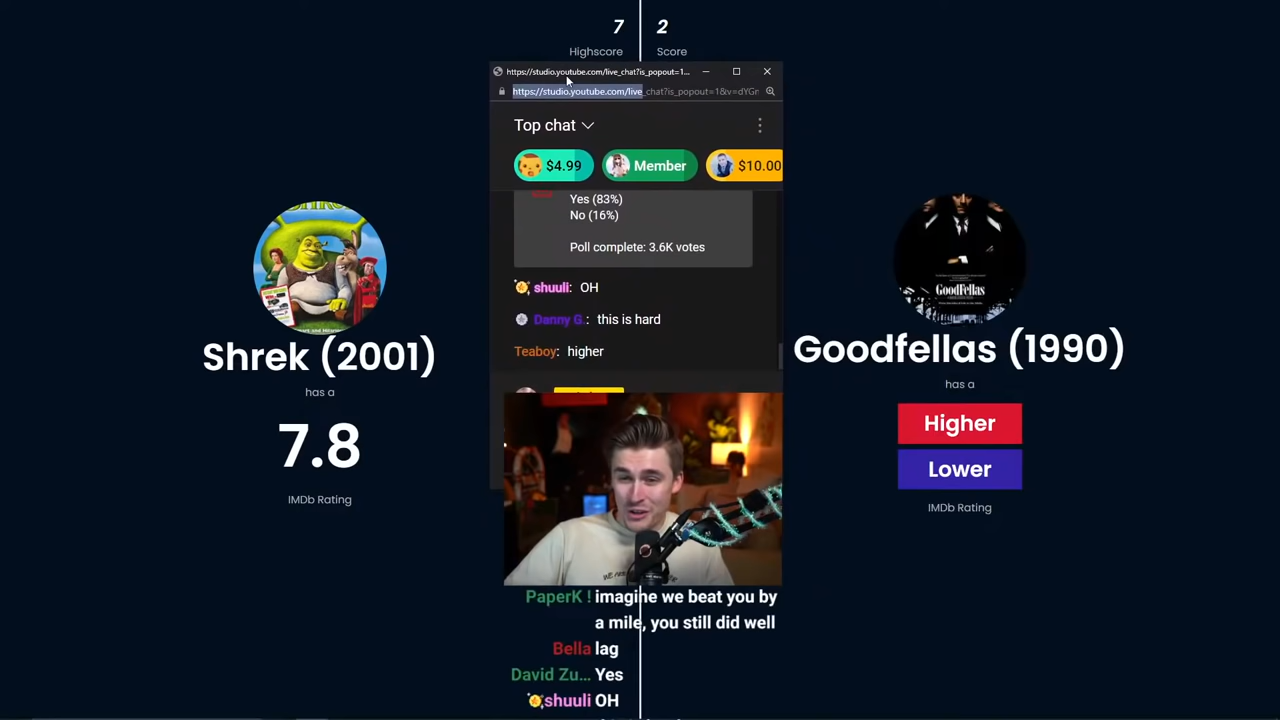 7
Highscore
2
Score
https://studio.youtube.com/live_chat?is_popout=1...
https://studio.youtube.com/live_chat?is_popout=1&v=dYGn
Top chat
$4.99
Member
$10.00
Yes (83%)
No (16%)
Poll complete: 3.6K votes
shuuli: OH
Danny G.: this is hard
Teaboy: higher
Shrek (2001)
has a
7.8
IMDb Rating
GoodFellas
Goodfellas (1990)
has a
Higher
Lower
IMDb Rating
PaperK ! imagine we beat you by
a mile, you still did well
Bella lag
David Zu... Yes
shuuli OH